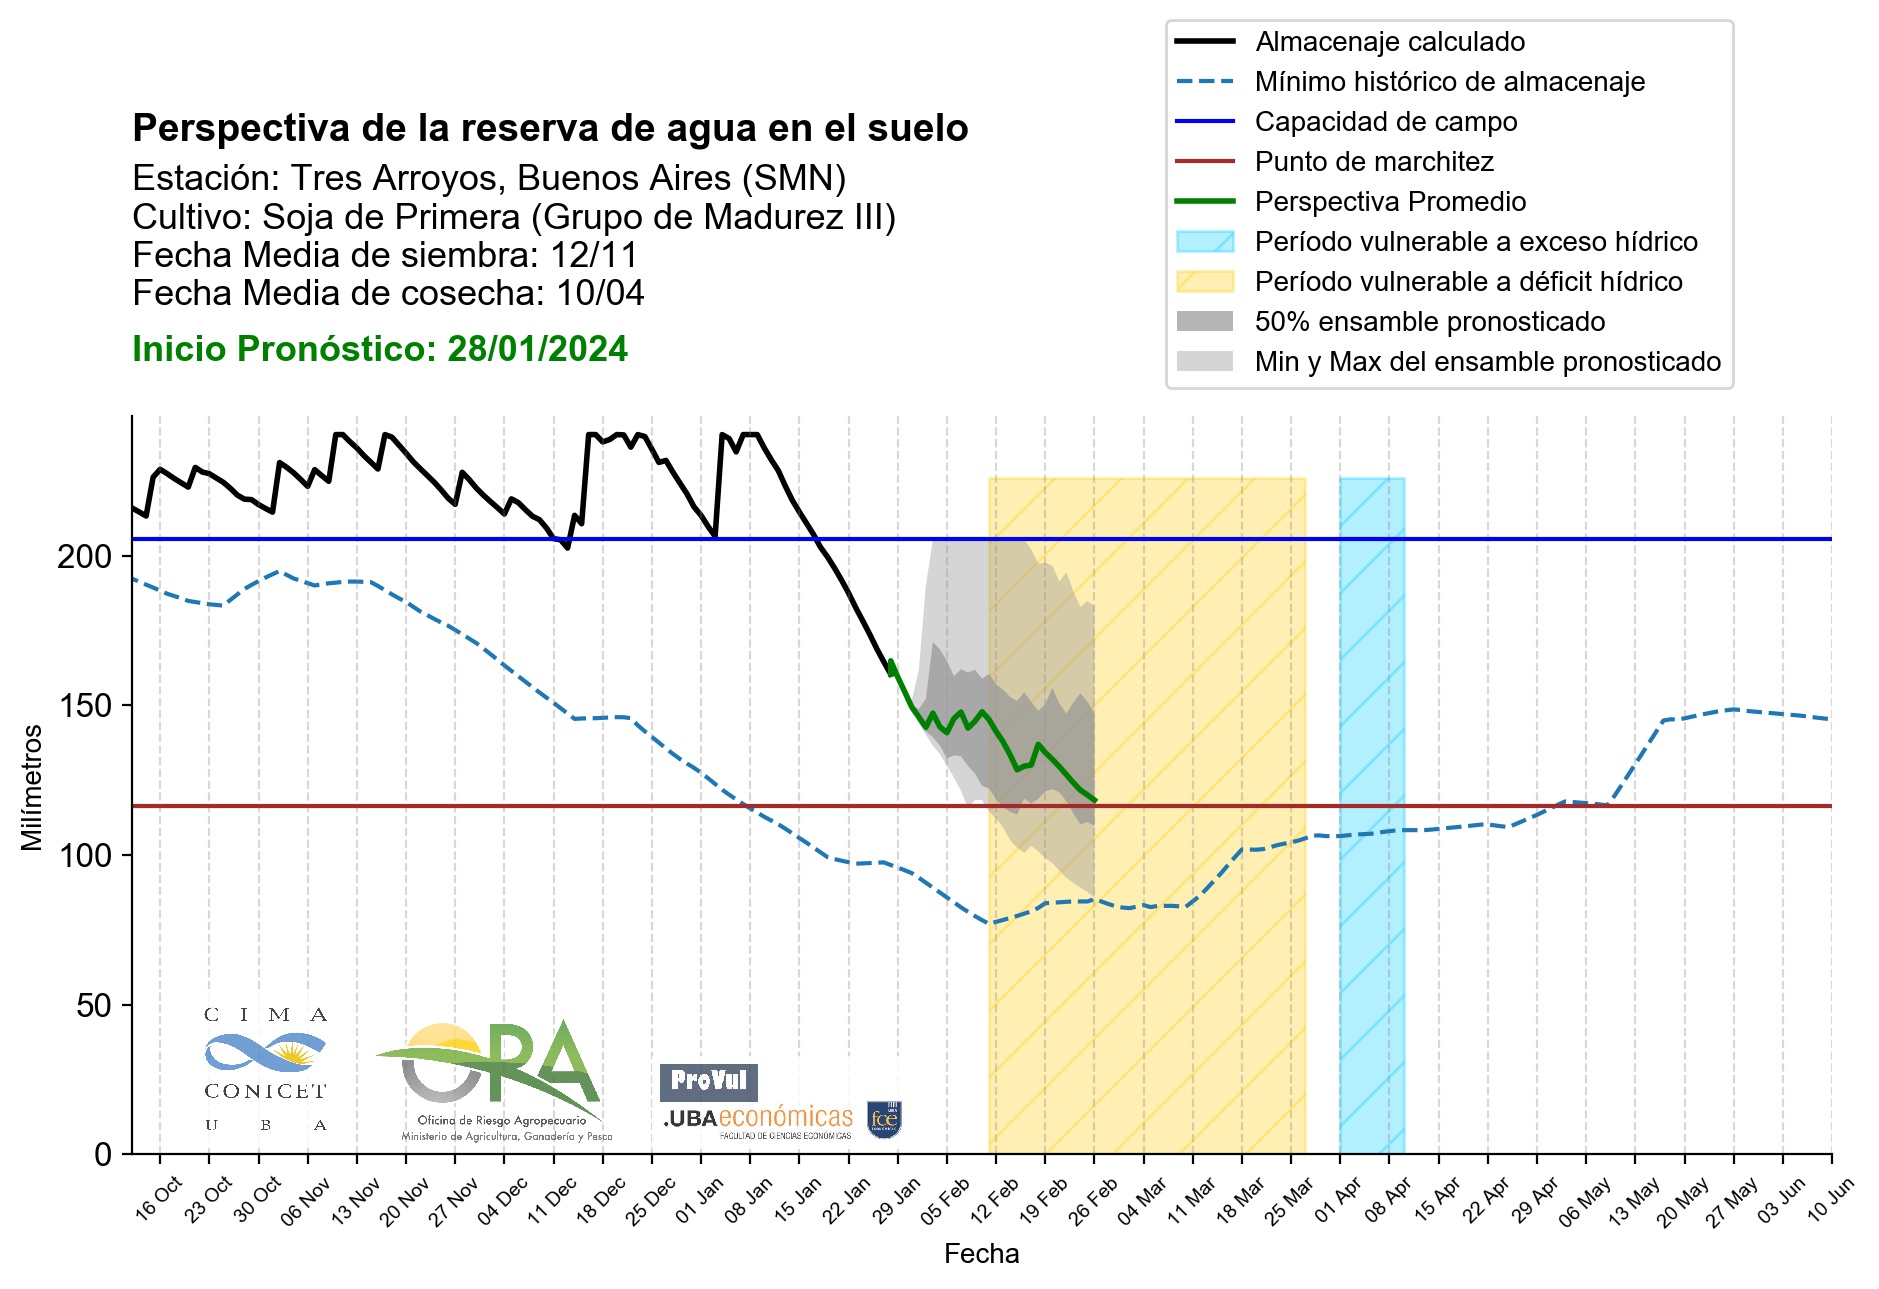 Almacenaje calculado
Mínimo histórico de almacenaje
Capacidad de campo
Punto de marchitez
Perspectiva Promedio
Período vulnerable a exceso hídrico
Período vulnerable a déficit hídrico
50% ensamble pronosticado
Min y Max del ensamble pronosticado
Perspectiva de la reserva de agua en el suelo
Estación: Tres Arroyos, Buenos Aires (SMN)
Cultivo: Soja de Primera (Grupo de Madurez III)
Fecha Media de siembra: 12/11
Fecha Media de cosecha: 10/04
Inicio Pronóstico: 28/01/2024
Milímetros
200
150
100
50
0
CIMA
CONICET
UBA
ORA
Oficina de Riesgo Agropecuario
Ministerio de Agricultura, Ganadería y Pesca
ProVul
.UBAeconómicas
FACULTAD DE CIENCIAS ECONÓMICAS
fce
16 Oct
23 Oct
30 Oct
06 Nov
13 Nov
20 Nov
27 Nov
04 Dec
11 Dec
18 Dec
25 Dec
01 Jan
08 Jan
15 Jan
22 Jan
29 Jan
05 Feb
12 Feb
19 Feb
26 Feb
04 Mar
11 Mar
18 Mar
25 Mar
01 Apr
08 Apr
15 Apr
22 Apr
29 Apr
06 May
13 May
20 May
27 May
03 Jun
10 Jun
Fecha